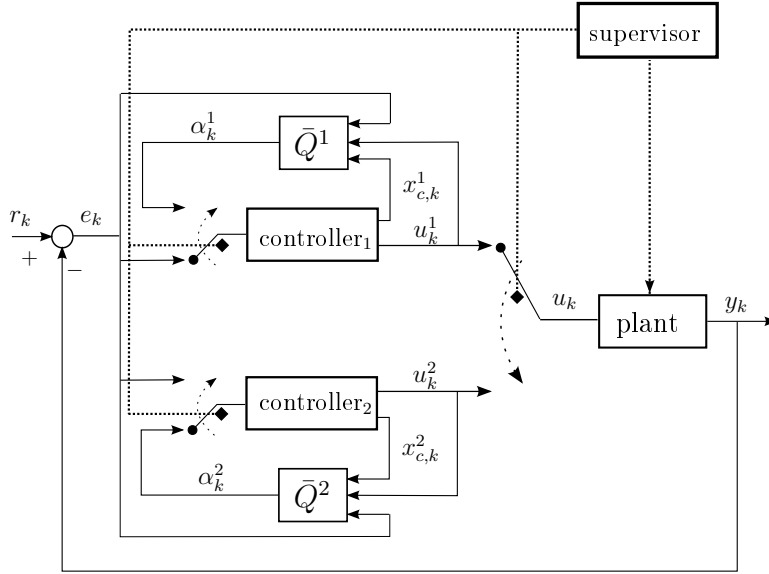 supervisor
α_k^1
Q̄^1
x_{c,k}^1
r_k
e_k
controller_1
u_k^1
+
−
u_k
plant
y_k
u_k^2
controller_2
x_{c,k}^2
α_k^2
Q̄^2